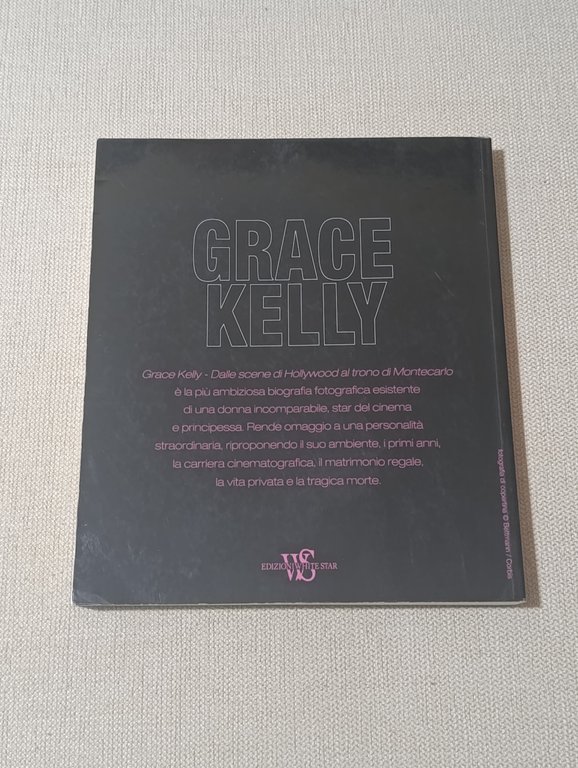 GRACE
KELLY
Grace Kelly - Dalle scene di Hollywood al trono di Montecarlo
è la più ambiziosa biografia fotografica esistente
di una donna incomparabile, star del cinema
e principessa. Rende omaggio a una personalità
straordinaria, riproponendo il suo ambiente, i primi anni,
la carriera cinematografica, il matrimonio regale,
la vita privata e la tragica morte.
fotografia di copertina © Bettmann / Corbis
WS
EDIZIONI WHITE STAR